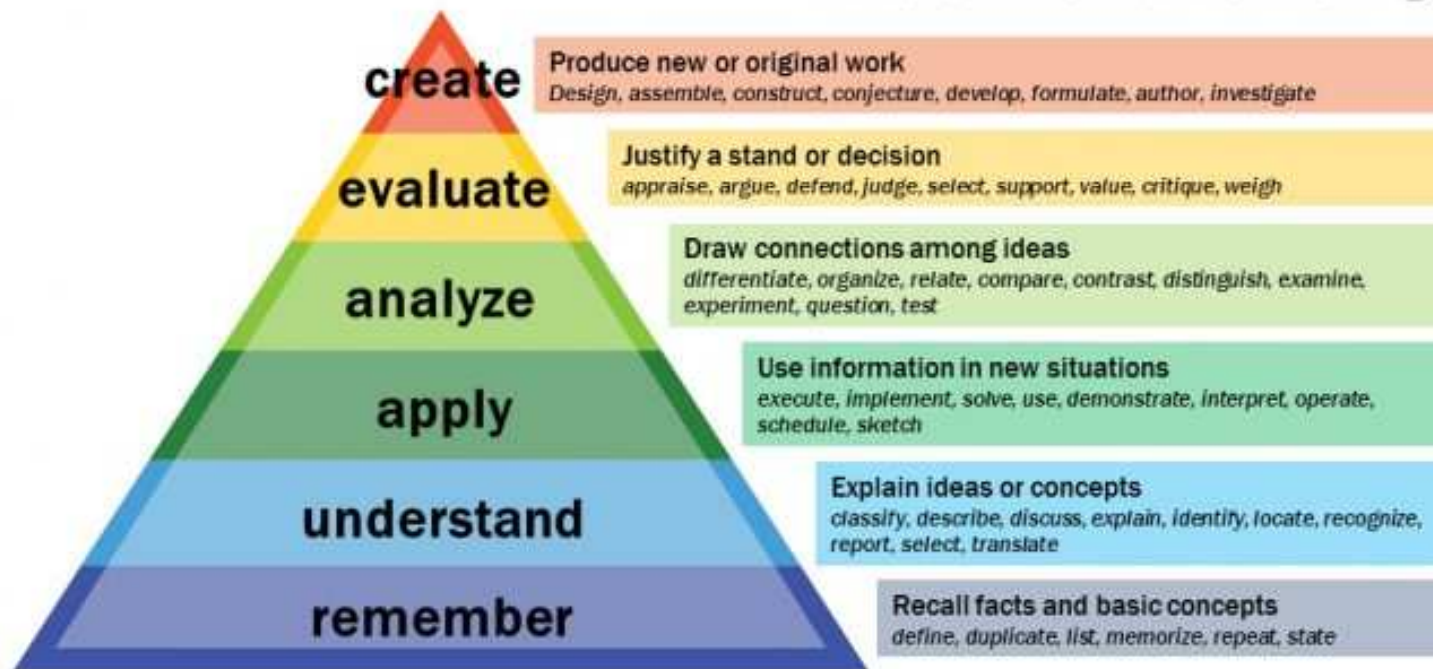 create
Produce new or original work
Design, assemble, construct, conjecture, develop, formulate, author, investigate
evaluate
Justify a stand or decision
appraise, argue, defend, judge, select, support, value, critique, weigh
analyze
Draw connections among ideas
differentiate, organize, relate, compare, contrast, distinguish, examine,
experiment, question, test
apply
Use information in new situations
execute, implement, solve, use, demonstrate, interpret, operate,
schedule, sketch
understand
Explain ideas or concepts
classify, describe, discuss, explain, identify, locate, recognize,
report, select, translate
remember
Recall facts and basic concepts
define, duplicate, list, memorize, repeat, state